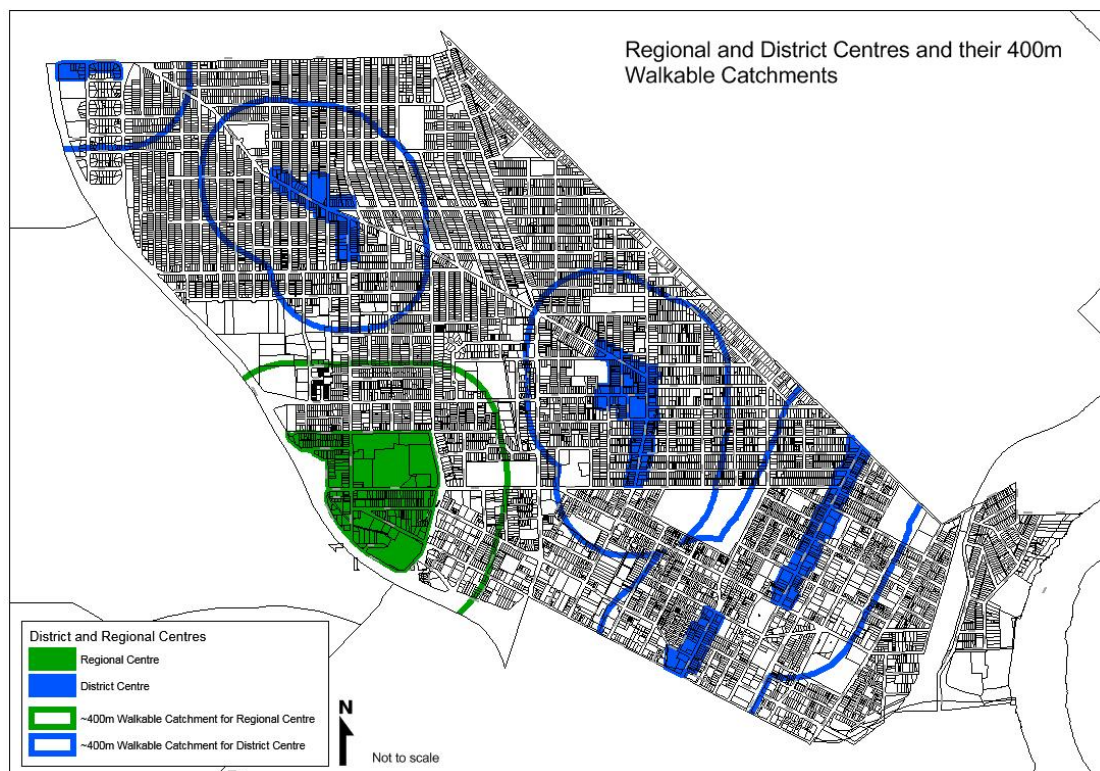 Regional and District Centres and their 400m
Walkable Catchments
District and Regional Centres
Regional Centre
District Centre
~400m Walkable Catchment for Regional Centre
~400m Walkable Catchment for District Centre
N
Not to scale